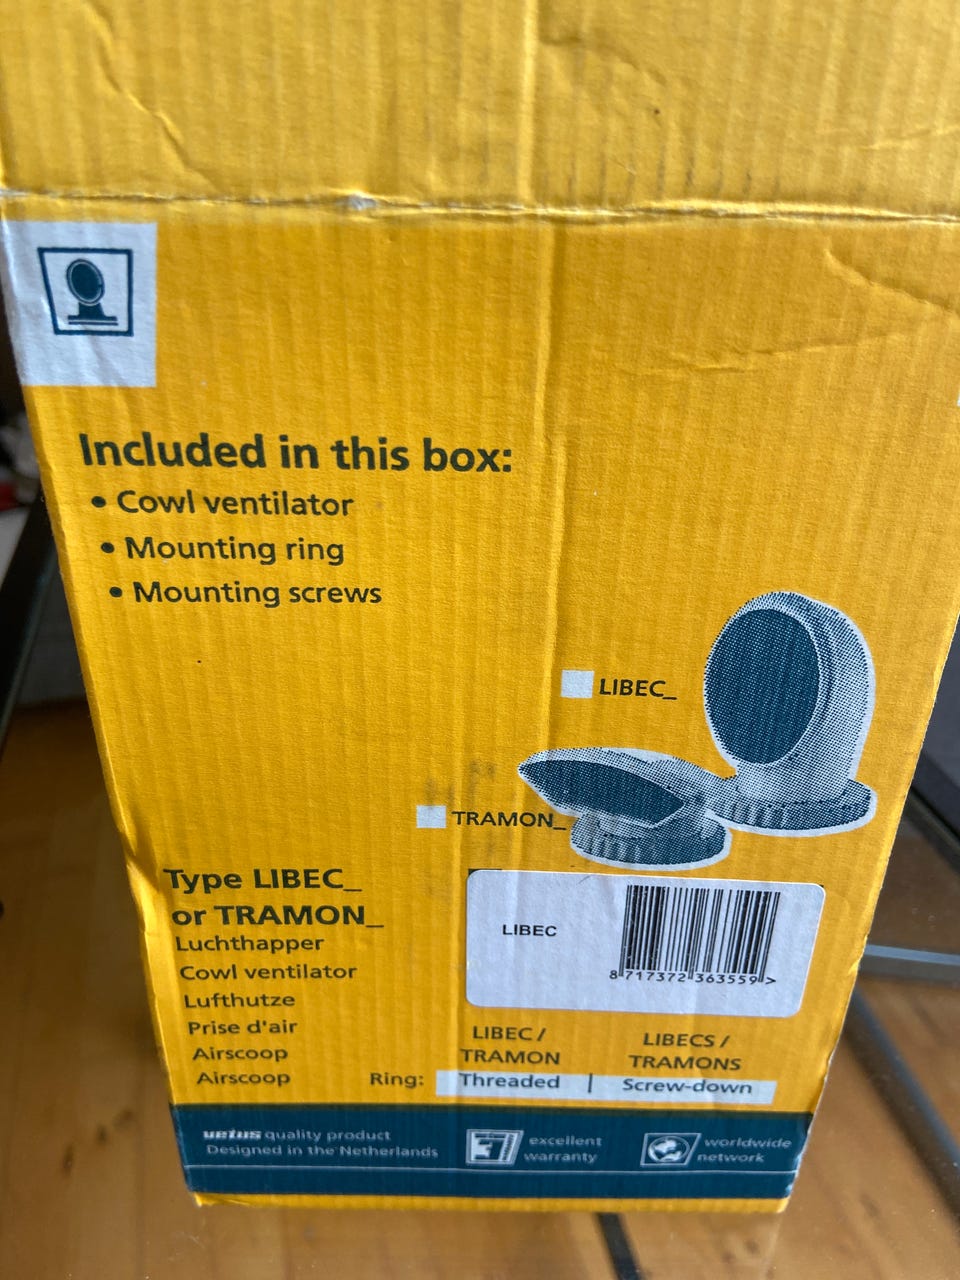 Included in this box:
• Cowl ventilator
• Mounting ring
• Mounting screws
LIBEC_
TRAMON_
Type LIBEC_
or TRAMON_
Luchthapper
Cowl ventilator
Lufthutze
Prise d'air
Airscoop
Airscoop
LIBEC
8 717372 363559 >
LIBEC /
TRAMON
LIBECS /
TRAMONS
Ring: Threaded | Screw-down
vetus quality product
Designed in the Netherlands
3
excellent
warranty
worldwide
network